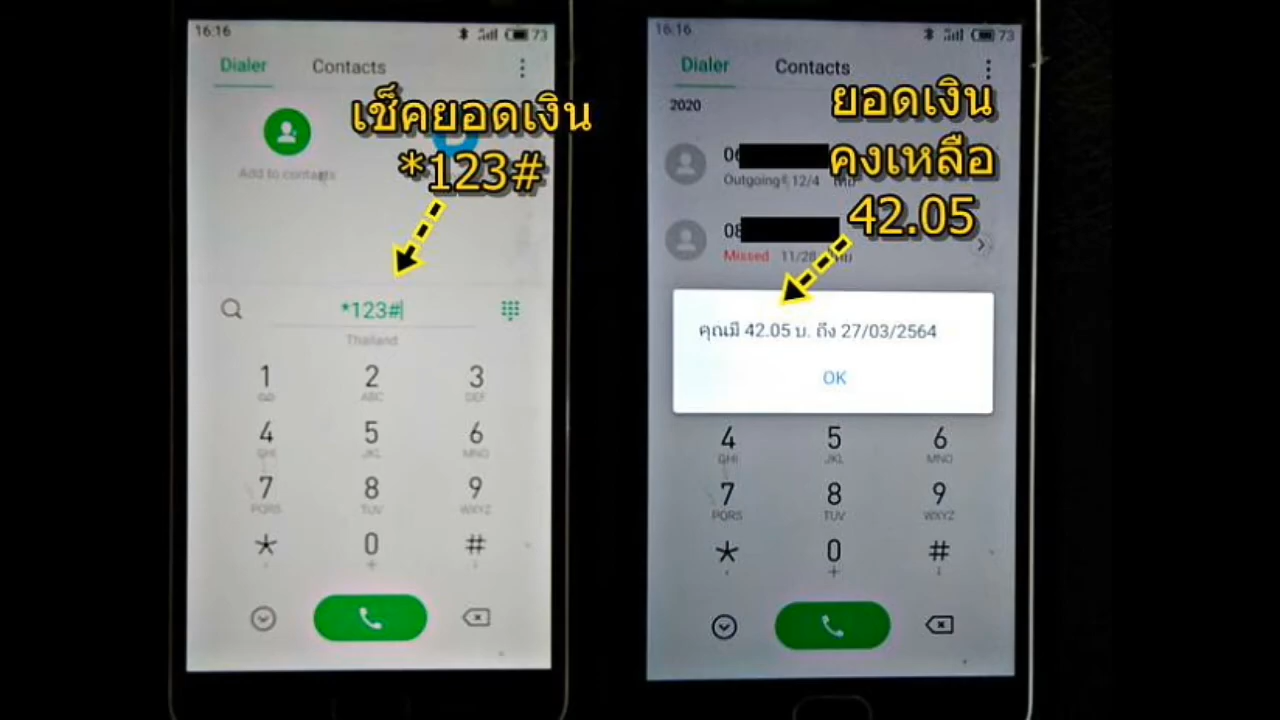 16:16
73
Dialer
Contacts
เช็คยอดเงิน
*123#
Add to contacts
*123#
Thailand
1
2
3
ABC
DEF
4
5
6
GHI
JKL
MNO
7
8
9
PQRS
TUV
WXYZ
*
0
#
+
16:16
73
Dialer
Contacts
2020
ยอดเงิน
คงเหลือ
42.05
06
Outgoing 12/4
08
Missed 11/28
คุณมี 42.05 บ. ถึง 27/03/2564
OK
4
5
6
GHI
JKL
MNO
7
8
9
PQRS
TUV
WXYZ
*
0
#
+